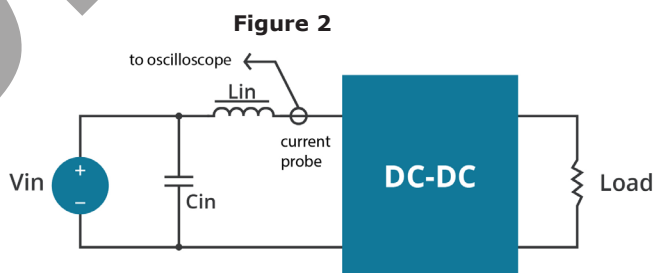 Figure 2
to oscilloscope
Lin
current
probe
Vin
+
−
Cin
DC-DC
Load